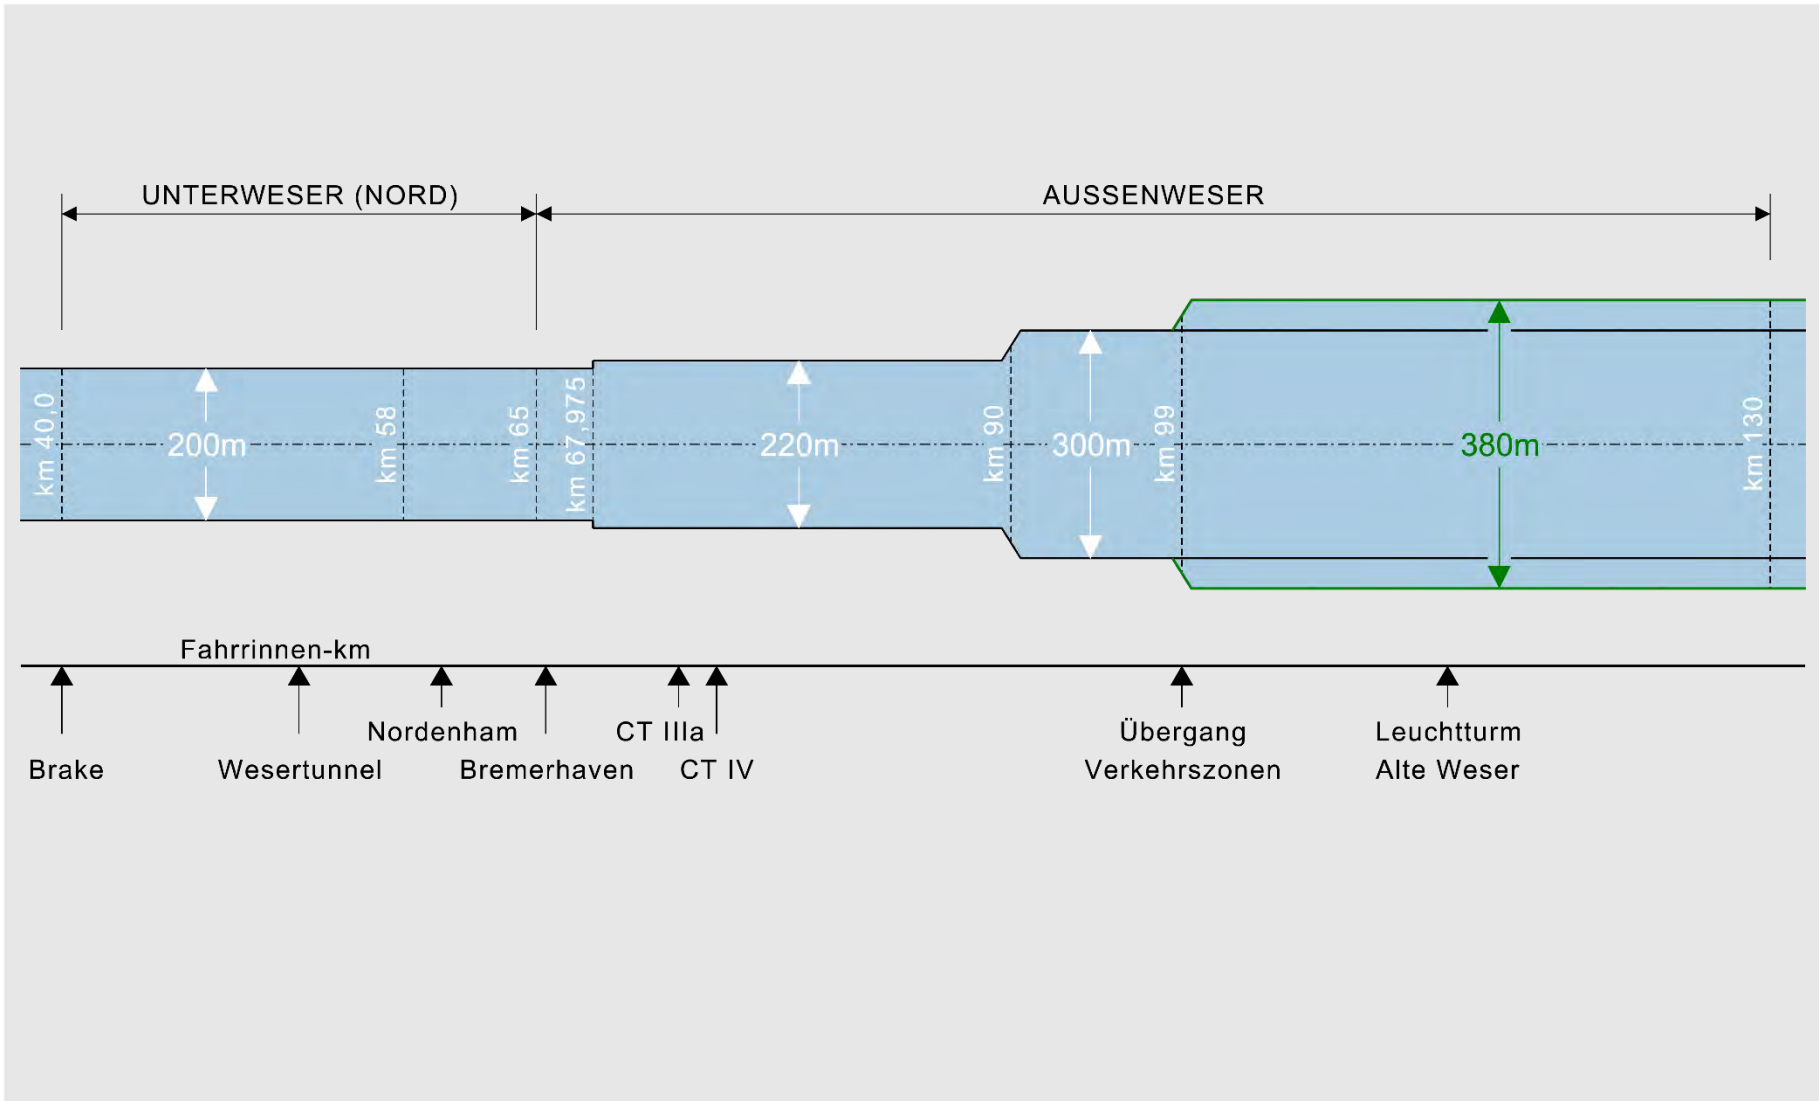 UNTERWESER (NORD)
AUSSENWESER
km 40,0
200m
km 58
km 65
km 67,975
220m
km 90
300m
km 99
380m
km 130
Fahrrinnen-km
Brake
Wesertunnel
Nordenham
Bremerhaven
CT IIIa
CT IV
Übergang
Verkehrszonen
Leuchtturm
Alte Weser